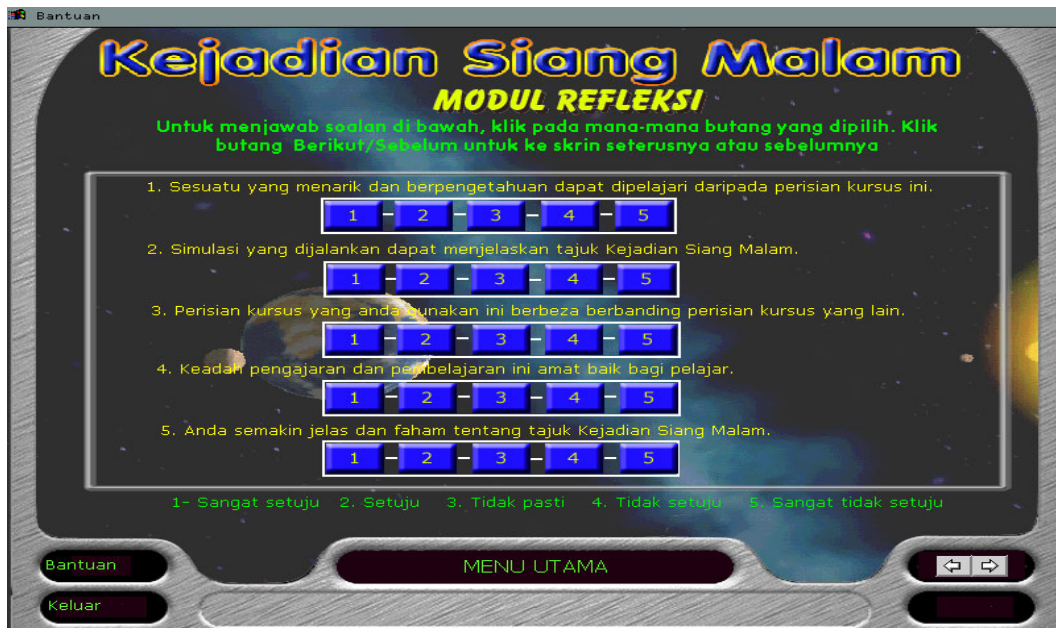 Bantuan
Kejadian Siang Malam
MODUL REFLEKSI
Untuk menjawab soalan di bawah, klik pada mana-mana butang yang dipilih. Klik
butang Berikut/Sebelum untuk ke skrin seterusnya atau sebelumnya
1. Sesuatu yang menarik dan berpengetahuan dapat dipelajari daripada perisian kursus ini.
1 - 2 - 3 - 4 - 5
2. Simulasi yang dijalankan dapat menjelaskan tajuk Kejadian Siang Malam.
1 - 2 - 3 - 4 - 5
3. Perisian kursus yang anda gunakan ini berbeza berbanding perisian kursus yang lain.
1 - 2 - 3 - 4 - 5
4. Keadah pengajaran dan pembelajaran ini amat baik bagi pelajar.
1 - 2 - 3 - 4 - 5
5. Anda semakin jelas dan faham tentang tajuk Kejadian Siang Malam.
1 - 2 - 3 - 4 - 5
1- Sangat setuju 2. Setuju 3. Tidak pasti 4. Tidak setuju 5. Sangat tidak setuju
Bantuan
MENU UTAMA
Keluar